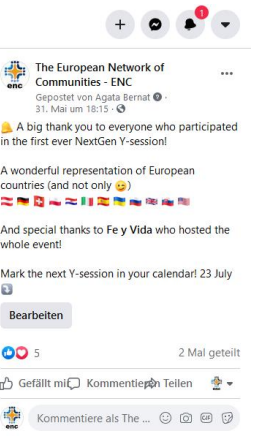 1
The European Network of
Communities - ENC
enc
Gepostet von Agata Bernat
31. Mai um 18:15 ·
🔔 A big thank you to everyone who participated
in the first ever NextGen Y-session!
A wonderful representation of European
countries (and not only 😉)
And special thanks to Fe y Vida who hosted the
whole event!
Mark the next Y-session in your calendar! 23 July
⤵️
Bearbeiten
5 2 Mal geteilt
Gefällt mir Kommentieren Teilen
Kommentiere als The ... GIF
enc